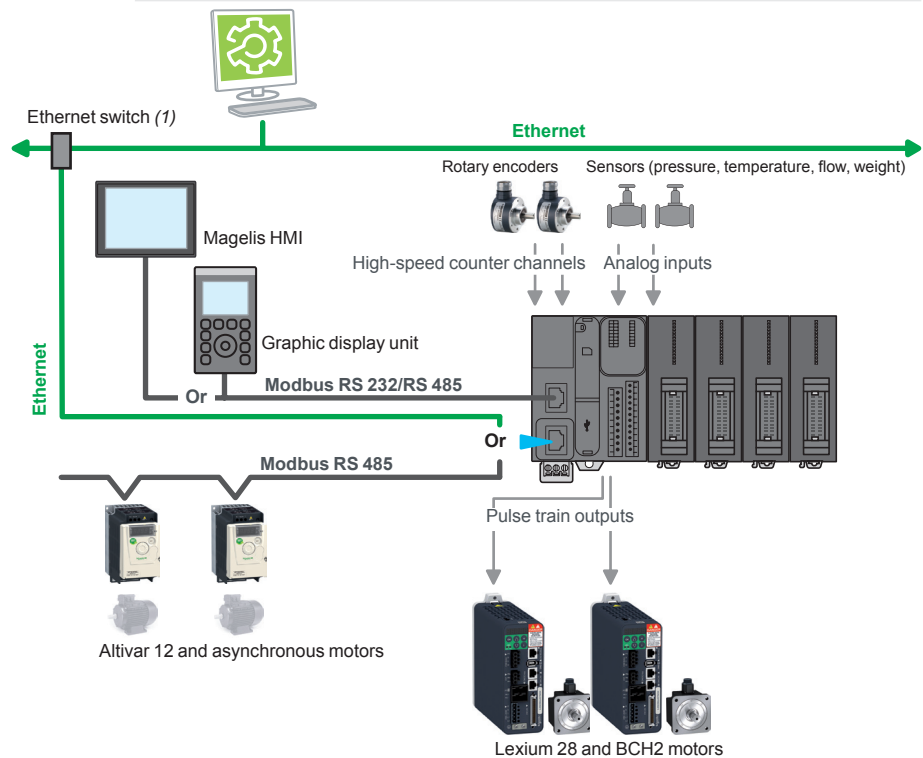 Ethernet switch (1)
Ethernet
Rotary encoders
Sensors (pressure, temperature, flow, weight)
Magelis HMI
High-speed counter channels
Analog inputs
Graphic display unit
Ethernet
Or
Modbus RS 232/RS 485
Or
Modbus RS 485
Pulse train outputs
Altivar 12 and asynchronous motors
Lexium 28 and BCH2 motors